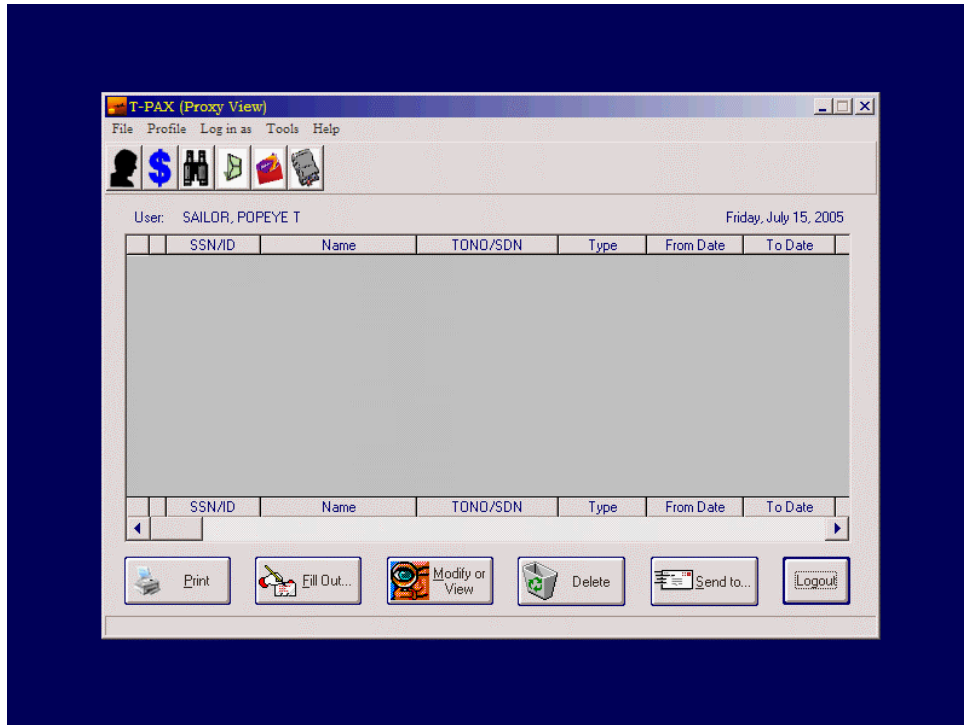 T-PAX (Proxy View)
File Profile Log in as Tools Help
User: SAILOR, POPEYE T Friday, July 15, 2005
SSN/ID Name TONO/SDN Type From Date To Date
SSN/ID Name TONO/SDN Type From Date To Date
Print Fill Out... Modify or View Delete Send to... Logout